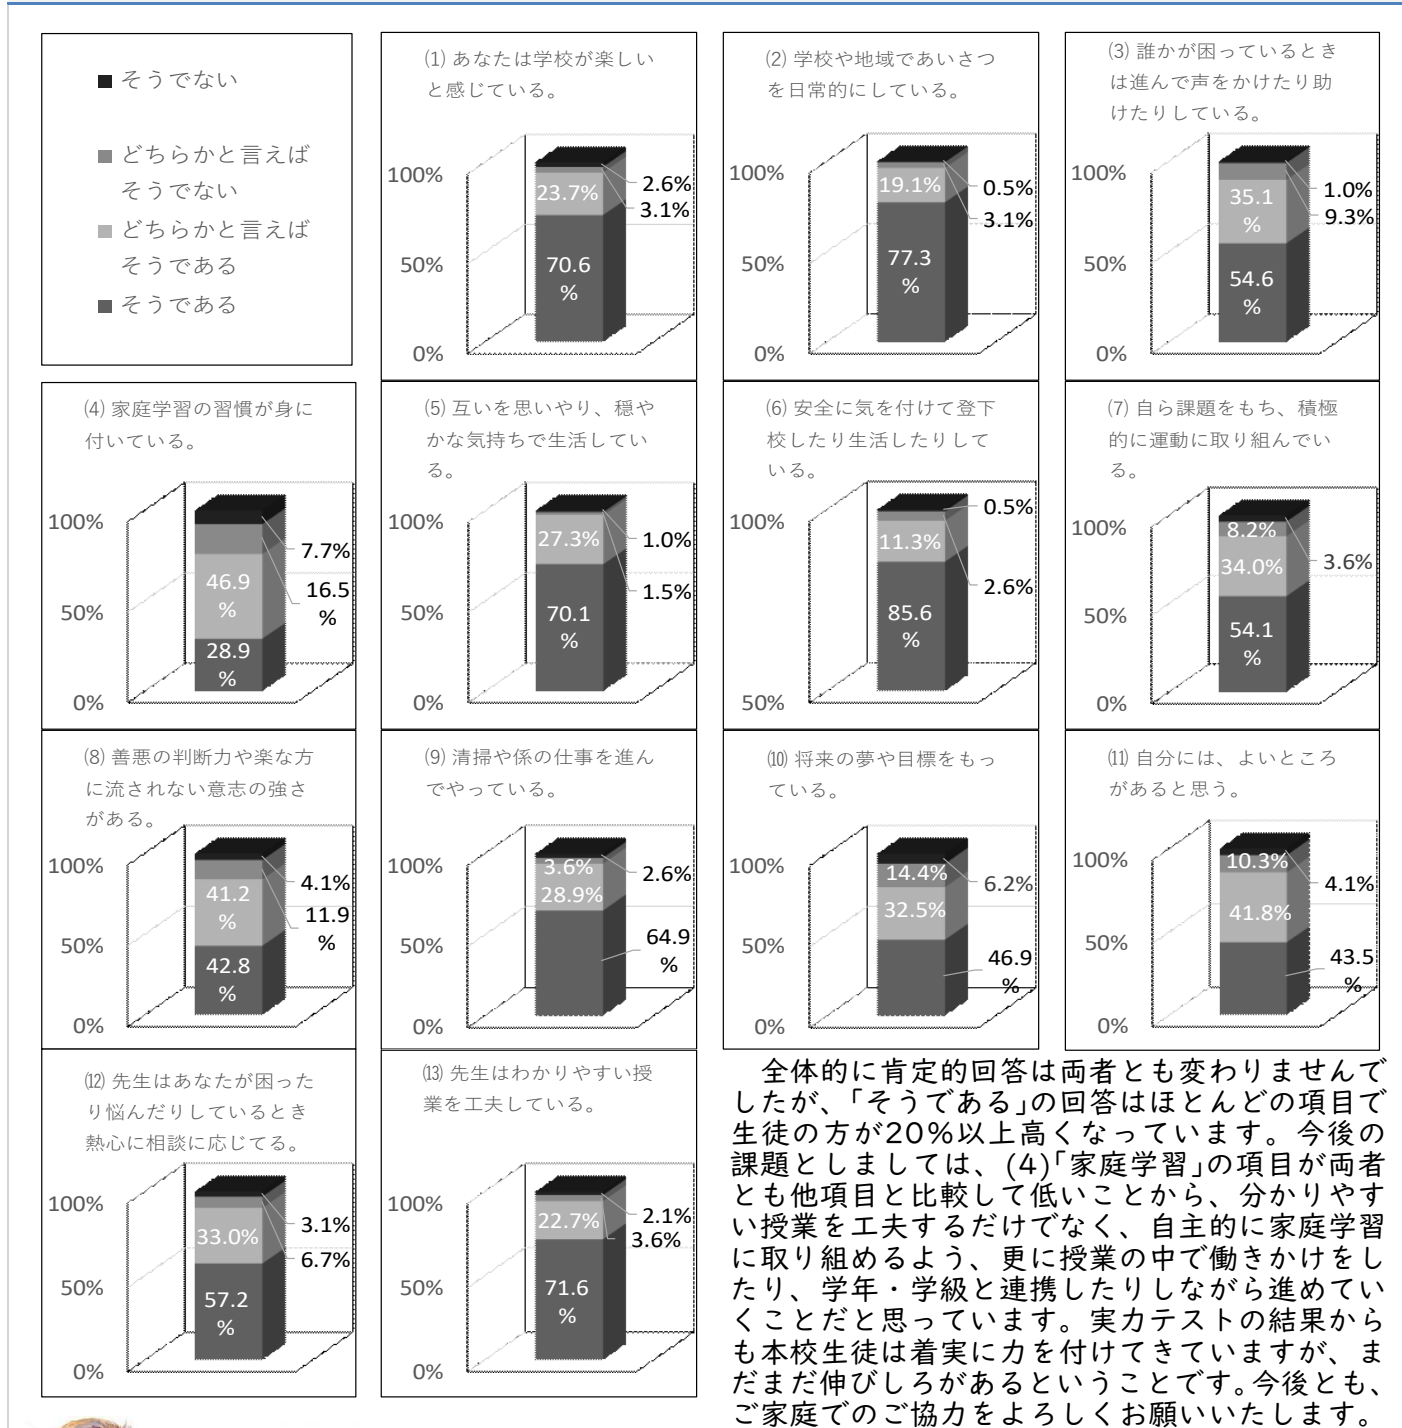 ■ そうでない
■ どちらかと言えば
そうでない
■ どちらかと言えば
そうである
■ そうである
⑴ あなたは学校が楽しい
と感じている。
100%
50%
0%
23.7%
70.6
%
2.6%
3.1%
⑵ 学校や地域であいさつ
を日常的にしている。
100%
50%
0%
19.1%
77.3
%
0.5%
3.1%
⑶ 誰かが困っているとき
は進んで声をかけたり助
けたりしている。
100%
50%
0%
35.1
%
54.6
%
1.0%
9.3%
⑷ 家庭学習の習慣が身に
付いている。
100%
50%
0%
46.9
%
28.9
%
7.7%
16.5
%
⑸ 互いを思いやり、穏や
かな気持ちで生活してい
る。
100%
50%
0%
27.3%
70.1
%
1.0%
1.5%
⑹ 安全に気を付けて登下
校したり生活したりして
いる。
100%
50%
11.3%
85.6
%
0.5%
2.6%
⑺ 自ら課題をもち、積極
的に運動に取り組んでい
る。
100%
50%
0%
8.2%
34.0%
54.1
%
3.6%
⑻ 善悪の判断力や楽な方
に流されない意志の強さ
がある。
100%
50%
0%
41.2
%
42.8
%
4.1%
11.9
%
⑼ 清掃や係の仕事を進ん
でやっている。
100%
50%
0%
3.6%
28.9%
2.6%
64.9
%
⑽ 将来の夢や目標をもっ
ている。
100%
50%
0%
14.4%
32.5%
6.2%
46.9
%
⑾ 自分には、よいところ
があると思う。
100%
50%
0%
10.3%
41.8%
4.1%
43.5
%
⑿ 先生はあなたが困った
り悩んだりしているとき
熱心に相談に応じてる。
100%
50%
0%
33.0%
57.2
%
3.1%
6.7%
⒀ 先生はわかりやすい授
業を工夫している。
100%
50%
0%
22.7%
71.6
%
2.1%
3.6%
全体的に肯定的回答は両者とも変わりませんで
したが、「そうである」の回答はほとんどの項目で
生徒の方が20%以上高くなっています。今後の
課題としましては、(4)「家庭学習」の項目が両者
とも他項目と比較して低いことから、分かりやす
い授業を工夫するだけでなく、自主的に家庭学習
に取り組めるよう、更に授業の中で働きかけをし
たり、学年・学級と連携したりしながら進めてい
くことだと思っています。実力テストの結果から
も本校生徒は着実に力を付けてきていますが、ま
だまだ伸びしろがあるということです。今後とも、
ご家庭でのご協力をよろしくお願いいたします。